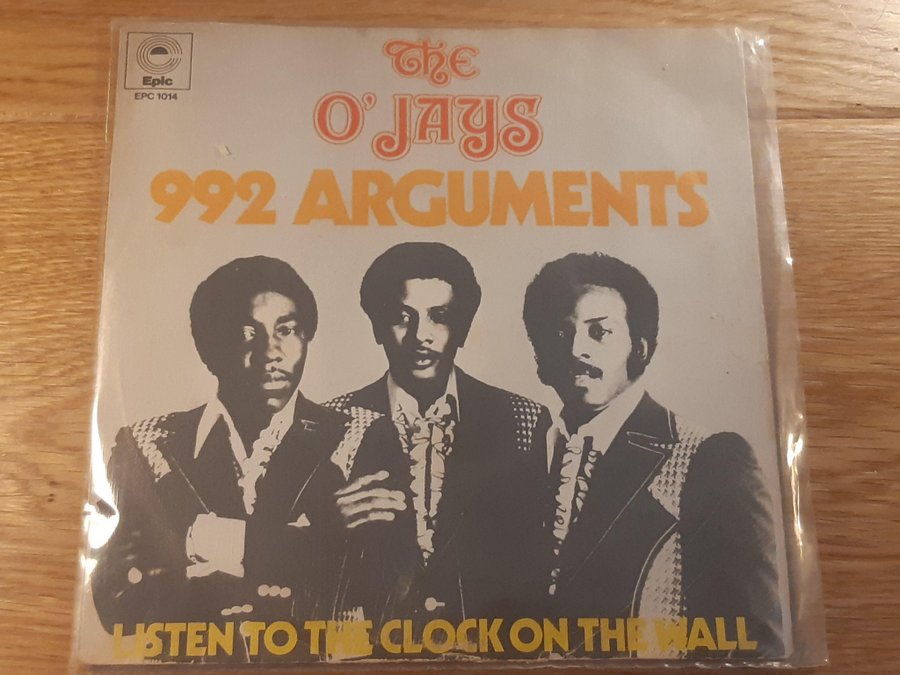 Epic
EPC 1014
The
O'JAYS
992 ARGUMENTS
LISTEN TO THE CLOCK ON THE WALL